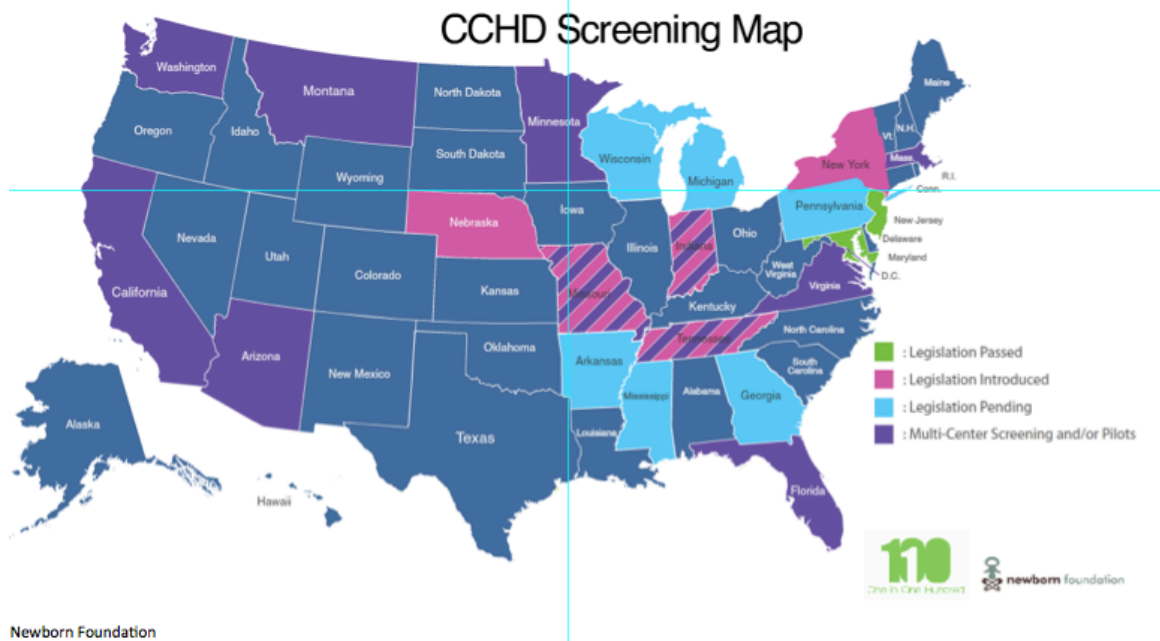 CCHD Screening Map
Washington
Montana
North Dakota
Minnesota
Maine
Oregon
Idaho
South Dakota
Wisconsin
Michigan
Vt.
N.H.
Mass.
New York
R.I.
Conn.
Wyoming
Nebraska
Iowa
Pennsylvania
New Jersey
Nevada
Utah
Colorado
Kansas
Illinois
Indiana
Ohio
West
Virginia
Delaware
Maryland
D.C.
California
Missouri
Kentucky
Virginia
Arizona
New Mexico
Oklahoma
Arkansas
Tennessee
North Carolina
South
Carolina
Mississippi
Alabama
Georgia
Alaska
Texas
Louisiana
Florida
Hawaii
: Legislation Passed
: Legislation Introduced
: Legislation Pending
: Multi-Center Screening and/or Pilots
110
One in One Hundred
newborn foundation
Newborn Foundation